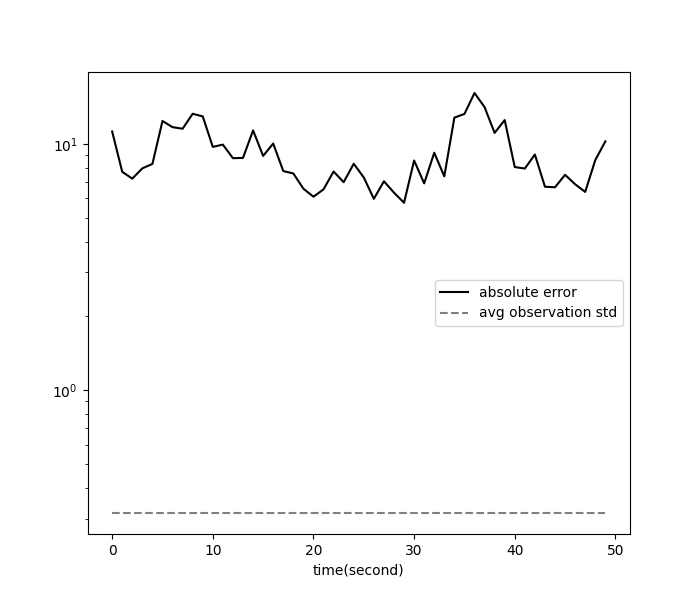 10¹
10⁰
absolute error
avg observation std
0 10 20 30 40 50
time(second)